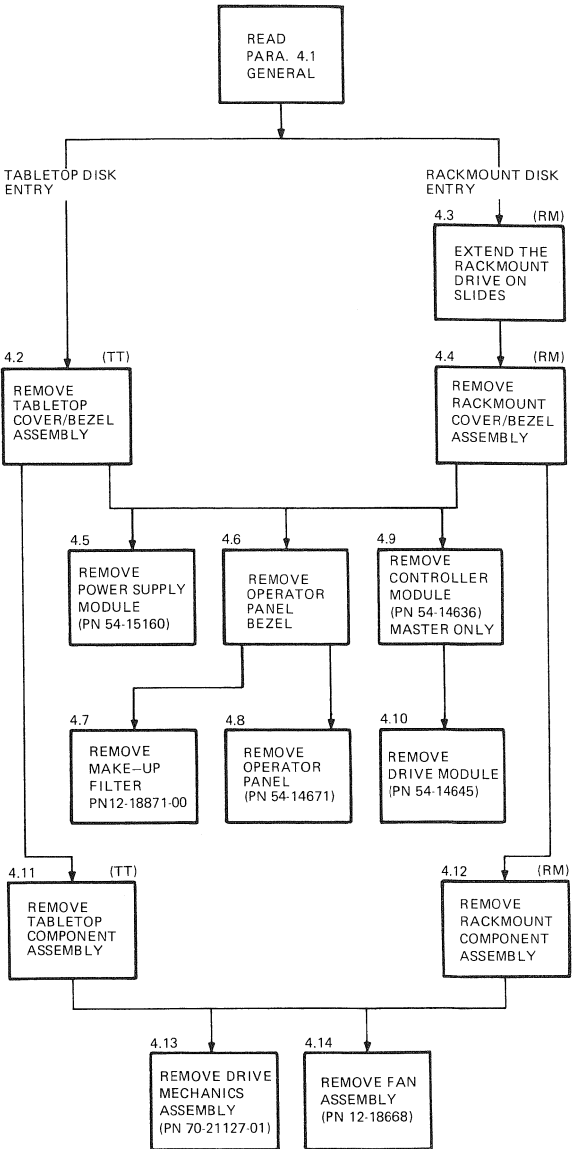 READ
PARA. 4.1
GENERAL
TABLETOP DISK
ENTRY
RACKMOUNT DISK
ENTRY
4.3 (RM)
EXTEND THE
RACKMOUNT
DRIVE ON
SLIDES
4.2 (TT)
REMOVE
TABLETOP
COVER/BEZEL
ASSEMBLY
4.4 (RM)
REMOVE
RACKMOUNT
COVER/BEZEL
ASSEMBLY
4.5
REMOVE
POWER SUPPLY
MODULE
(PN 54-15160)
4.6
REMOVE
OPERATOR
PANEL
BEZEL
4.9
REMOVE
CONTROLLER
MODULE
(PN 54-14636)
MASTER ONLY
4.7
REMOVE
MAKE-UP
FILTER
PN12-18871-00
4.8
REMOVE
OPERATOR
PANEL
(PN 54-14671)
4.10
REMOVE
DRIVE MODULE
(PN 54-14645)
4.11 (TT)
REMOVE
TABLETOP
COMPONENT
ASSEMBLY
4.12 (RM)
REMOVE
RACKMOUNT
COMPONENT
ASSEMBLY
4.13
REMOVE DRIVE
MECHANICS
ASSEMBLY
(PN 70-21127-01)
4.14
REMOVE FAN
ASSEMBLY
(PN 12-18668)